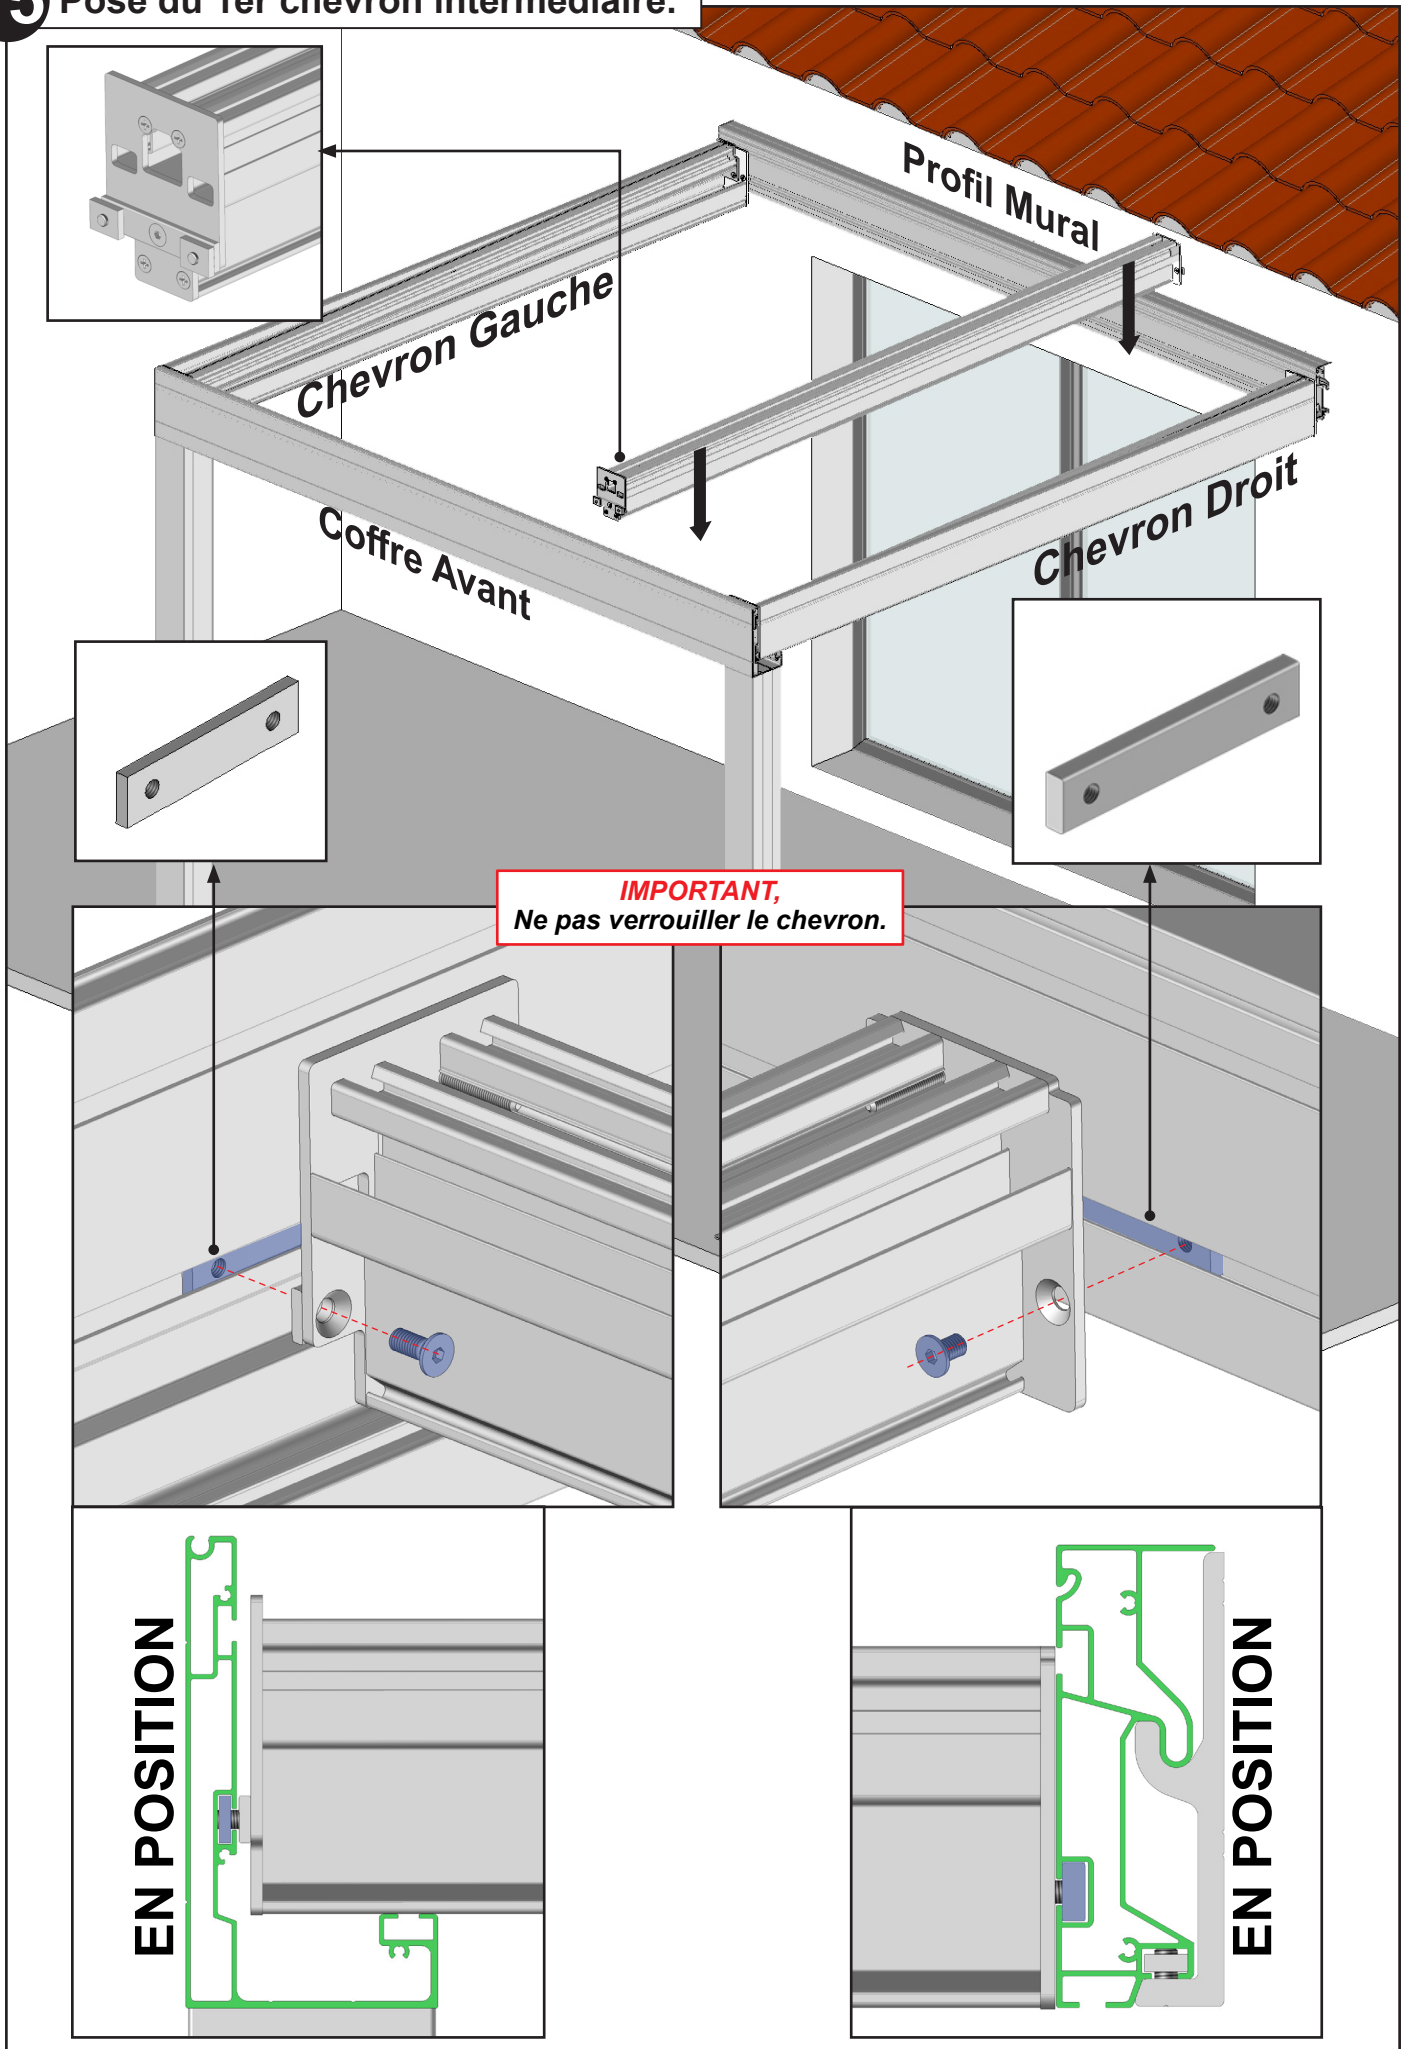 5 Pose du 1er chevron intermédiaire.
Profil Mural
Chevron Gauche
Coffre Avant
Chevron Droit
IMPORTANT,
Ne pas verrouiller le chevron.
EN POSITION
EN POSITION